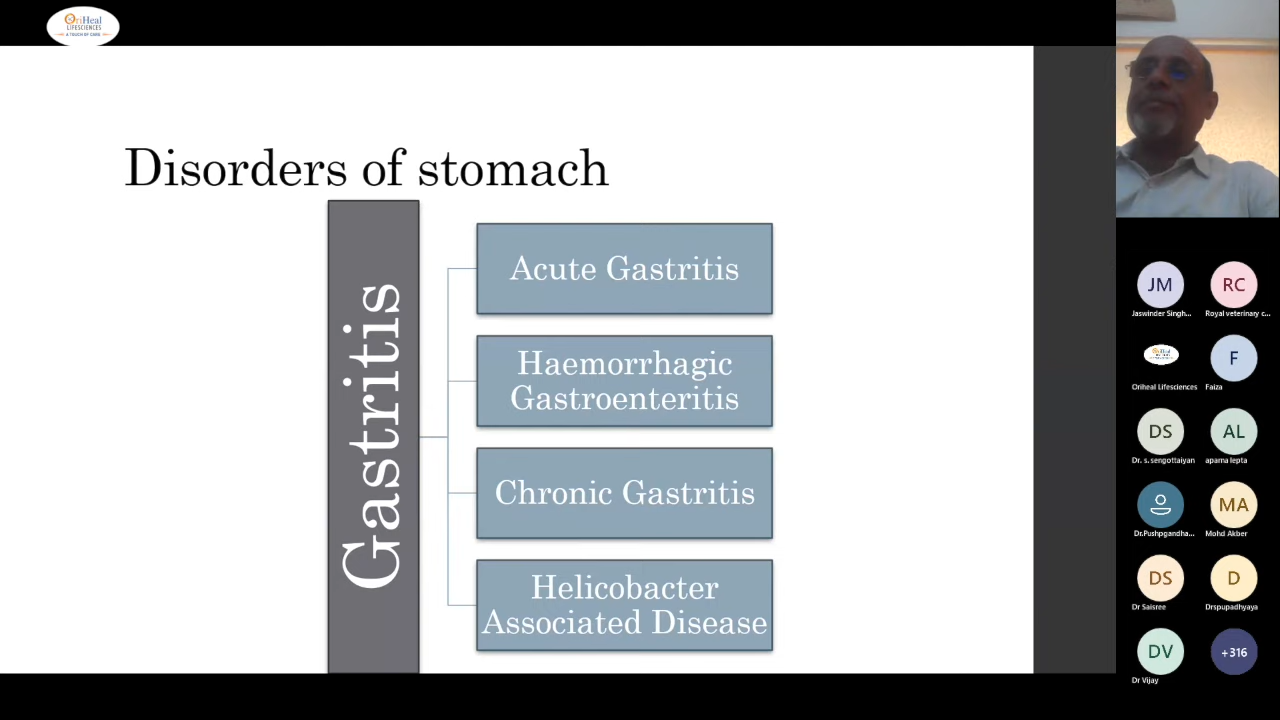 OriHeal
LIFESCIENCES
A TOUCH OF CARE
Disorders of stomach
Gastritis
Acute Gastritis
Haemorrhagic
Gastroenteritis
Chronic Gastritis
Helicobacter
Associated Disease
JM
Jaswinder Singh...
RC
Royal veterinary c...
Oriheal Lifesciences
F
Faiza
DS
Dr. s. sengottaiyan
AL
aparna lepta
Dr.Pushpgandha...
MA
Mohd Akber
DS
Dr Saisree
D
Drspupadhyaya
DV
Dr Vijay
+316